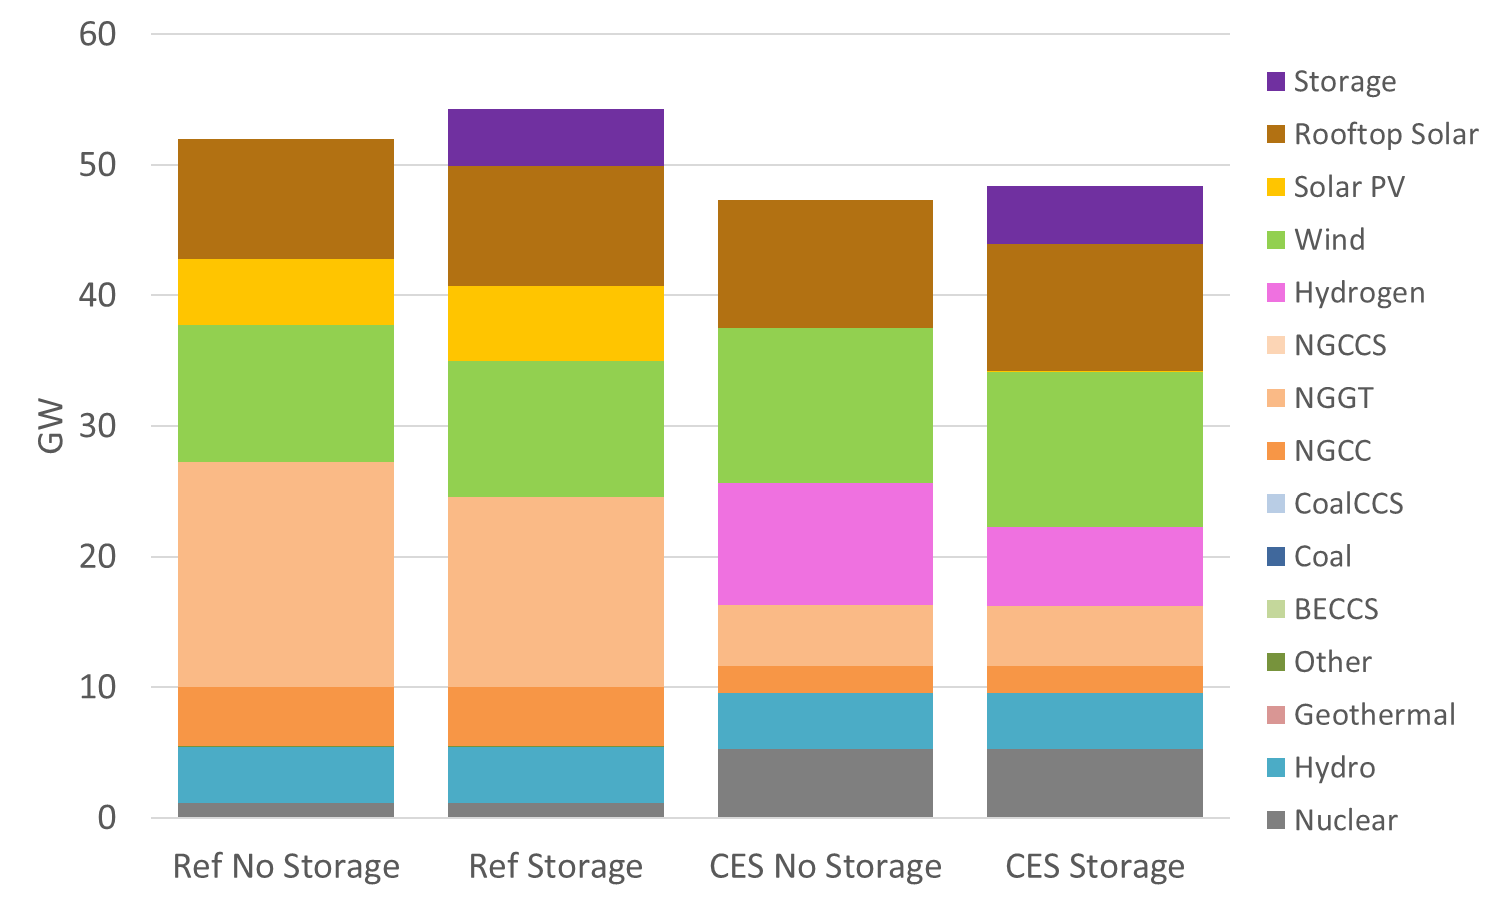 60
50
40
30
20
10
0
GW
Ref No Storage
Ref Storage
CES No Storage
CES Storage
Storage
Rooftop Solar
Solar PV
Wind
Hydrogen
NGCCS
NGGT
NGCC
CoalCCS
Coal
BECCS
Other
Geothermal
Hydro
Nuclear